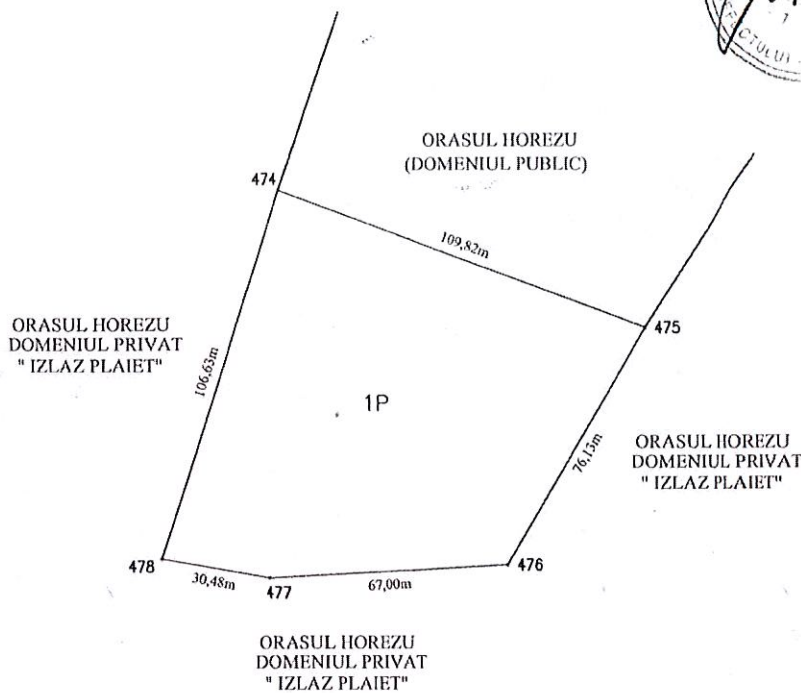 ORASUL HOREZU
(DOMENIUL PUBLIC)
474
109,82m
475
ORASUL HOREZU
DOMENIUL PRIVAT
" IZLAZ PLAIET"
106,63m
1P
76,13m
ORASUL HOREZU
DOMENIUL PRIVAT
" IZLAZ PLAIET"
478
30,48m
477
67,00m
476
ORASUL HOREZU
DOMENIUL PRIVAT
" IZLAZ PLAIET"